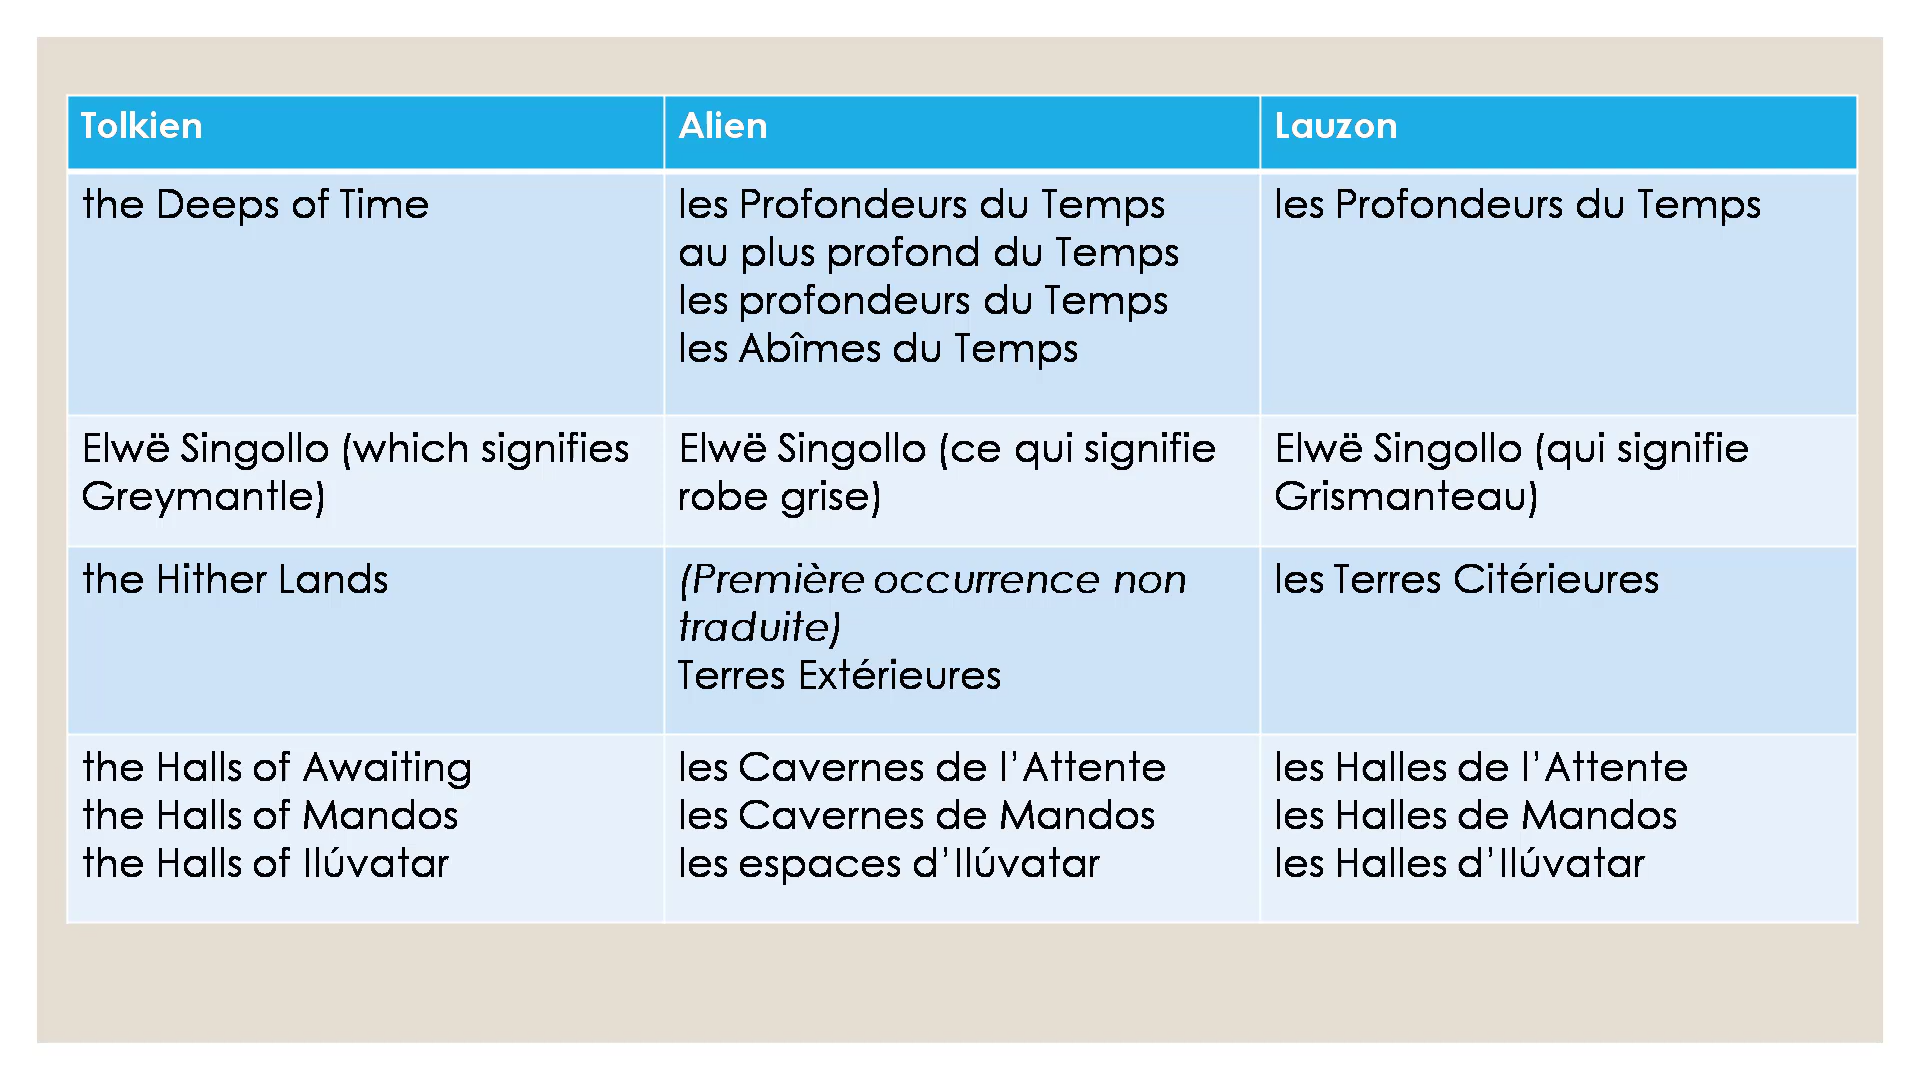 Tolkien
Alien
Lauzon
the Deeps of Time
les Profondeurs du Temps
au plus profond du Temps
les profondeurs du Temps
les Abîmes du Temps
les Profondeurs du Temps
Elwë Singollo (which signifies
Greymantle)
Elwë Singollo (ce qui signifie
robe grise)
Elwë Singollo (qui signifie
Grismanteau)
the Hither Lands
(Première occurrence non
traduite)
Terres Extérieures
les Terres Citérieures
the Halls of Awaiting
the Halls of Mandos
the Halls of Ilúvatar
les Cavernes de l’Attente
les Cavernes de Mandos
les espaces d’Ilúvatar
les Halles de l’Attente
les Halles de Mandos
les Halles d’Ilúvatar